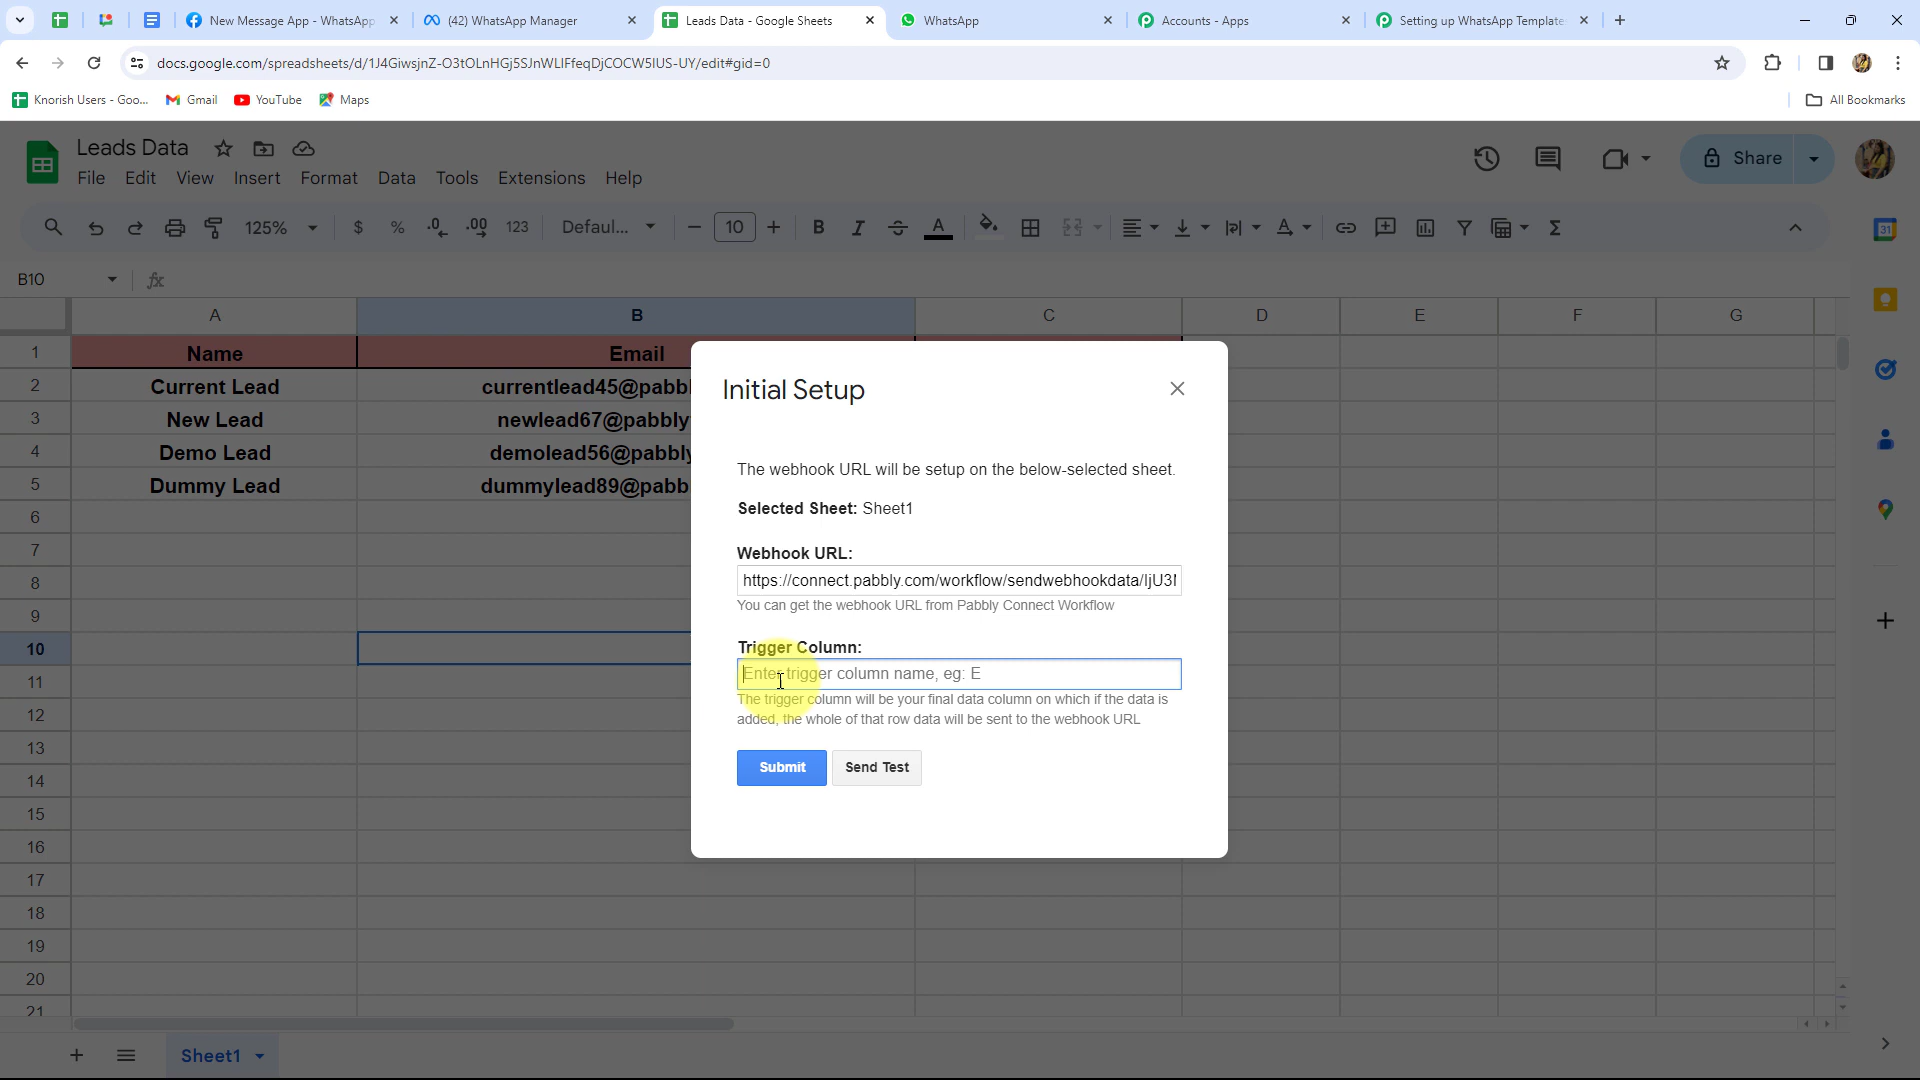 New Message App - WhatsApp
(42) WhatsApp Manager
Leads Data - Google Sheets
WhatsApp
Accounts - Apps
Setting up WhatsApp Template
docs.google.com/spreadsheets/d/1J4GiwsjnZ-O3tOLnHGj5SJnWLIFfeqDjCOCW5IUS-UY/edit#gid=0
Knorish Users - Goo...
Gmail
YouTube
Maps
All Bookmarks
Leads Data
File Edit View Insert Format Data Tools Extensions Help
Share
125%
$ % .0 .00 123
Defaul...
10
B I A
B10
fx
A B C D E F G
1 Name Email
2 Current Lead currentlead45@pabbl
3 New Lead newlead67@pabbly
4 Demo Lead demolead56@pabbly
5 Dummy Lead dummylead89@pabb
6
7
8
9
10
11
12
13
14
15
16
17
18
19
20
21
Initial Setup
The webhook URL will be setup on the below-selected sheet.
Selected Sheet: Sheet1
Webhook URL:
https://connect.pabbly.com/workflow/sendwebhookdata/IjU3
You can get the webhook URL from Pabbly Connect Workflow
Trigger Column:
Enter trigger column name, eg: E
The trigger column will be your final data column on which if the data is
added, the whole of that row data will be sent to the webhook URL
Submit
Send Test
Sheet1